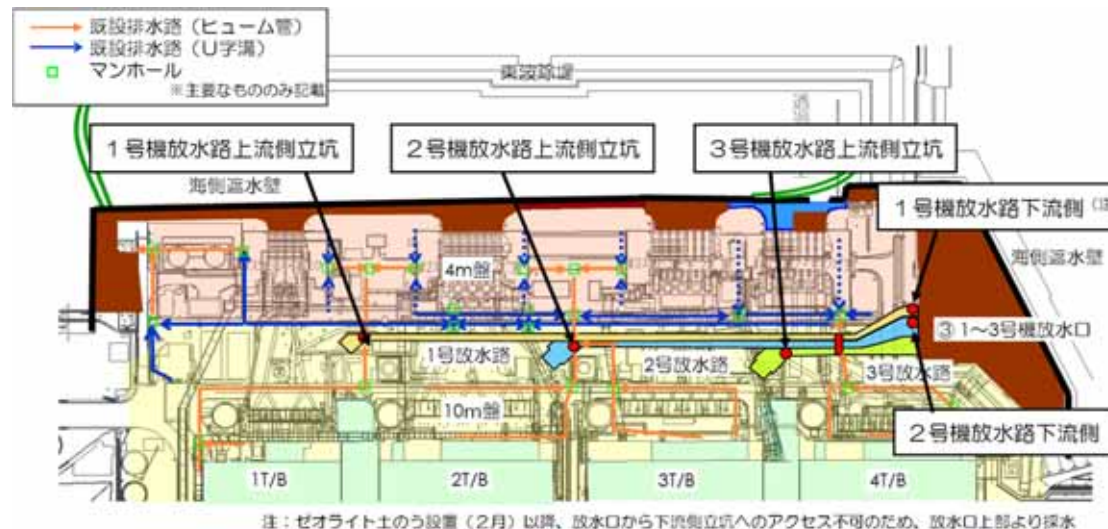 既設排水路（ヒューム管）
既設排水路（U字溝）
マンホール
※主要なもののみ記載
東波除堤
1号機放水路上流側立坑
2号機放水路上流側立坑
3号機放水路上流側立坑
海側遮水壁
1号機放水路下流側
4m盤
海側遮水壁
③1～3号機放水口
1号放水路
2号放水路
3号放水路
10m盤
2号機放水路下流側
1T/B
2T/B
3T/B
4T/B
注：ゼオライト土のう設置（2月）以降、放水口から下流側立坑へのアクセス不可のため、放水口上部より採水